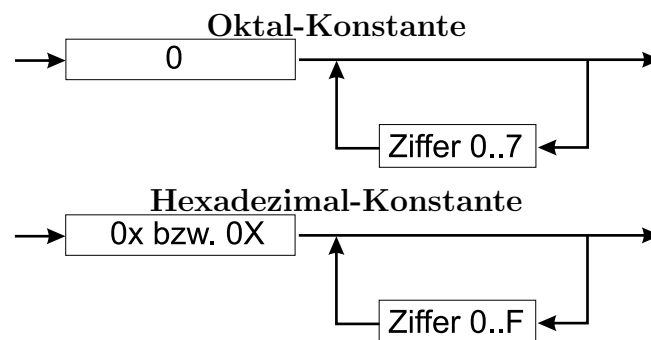 Oktal-Konstante
0
Ziffer 0..7
Hexadezimal-Konstante
0x bzw. 0X
Ziffer 0..F